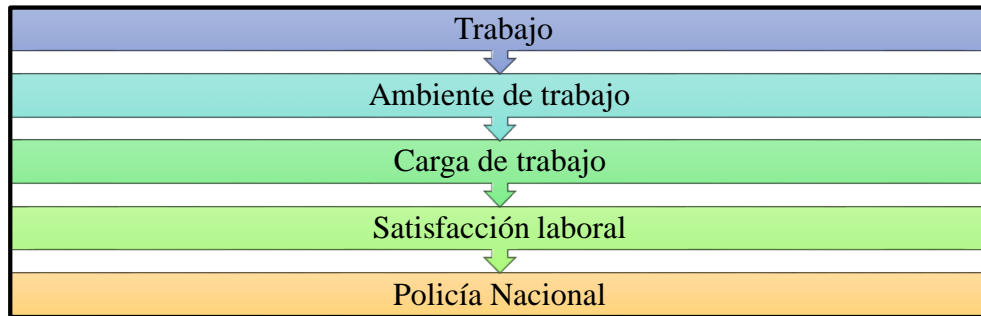 Trabajo
Ambiente de trabajo
Carga de trabajo
Satisfacción laboral
Policía Nacional